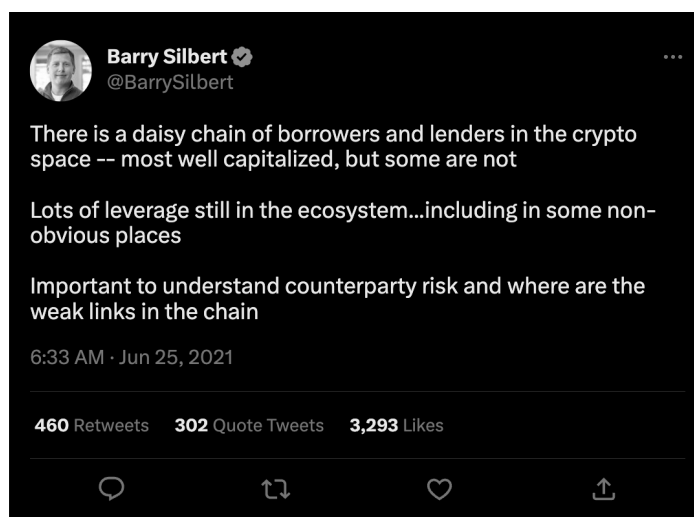 Barry Silbert
@BarrySilbert
There is a daisy chain of borrowers and lenders in the crypto
space -- most well capitalized, but some are not
Lots of leverage still in the ecosystem...including in some non-
obvious places
Important to understand counterparty risk and where are the
weak links in the chain
6:33 AM · Jun 25, 2021
460 Retweets 302 Quote Tweets 3,293 Likes